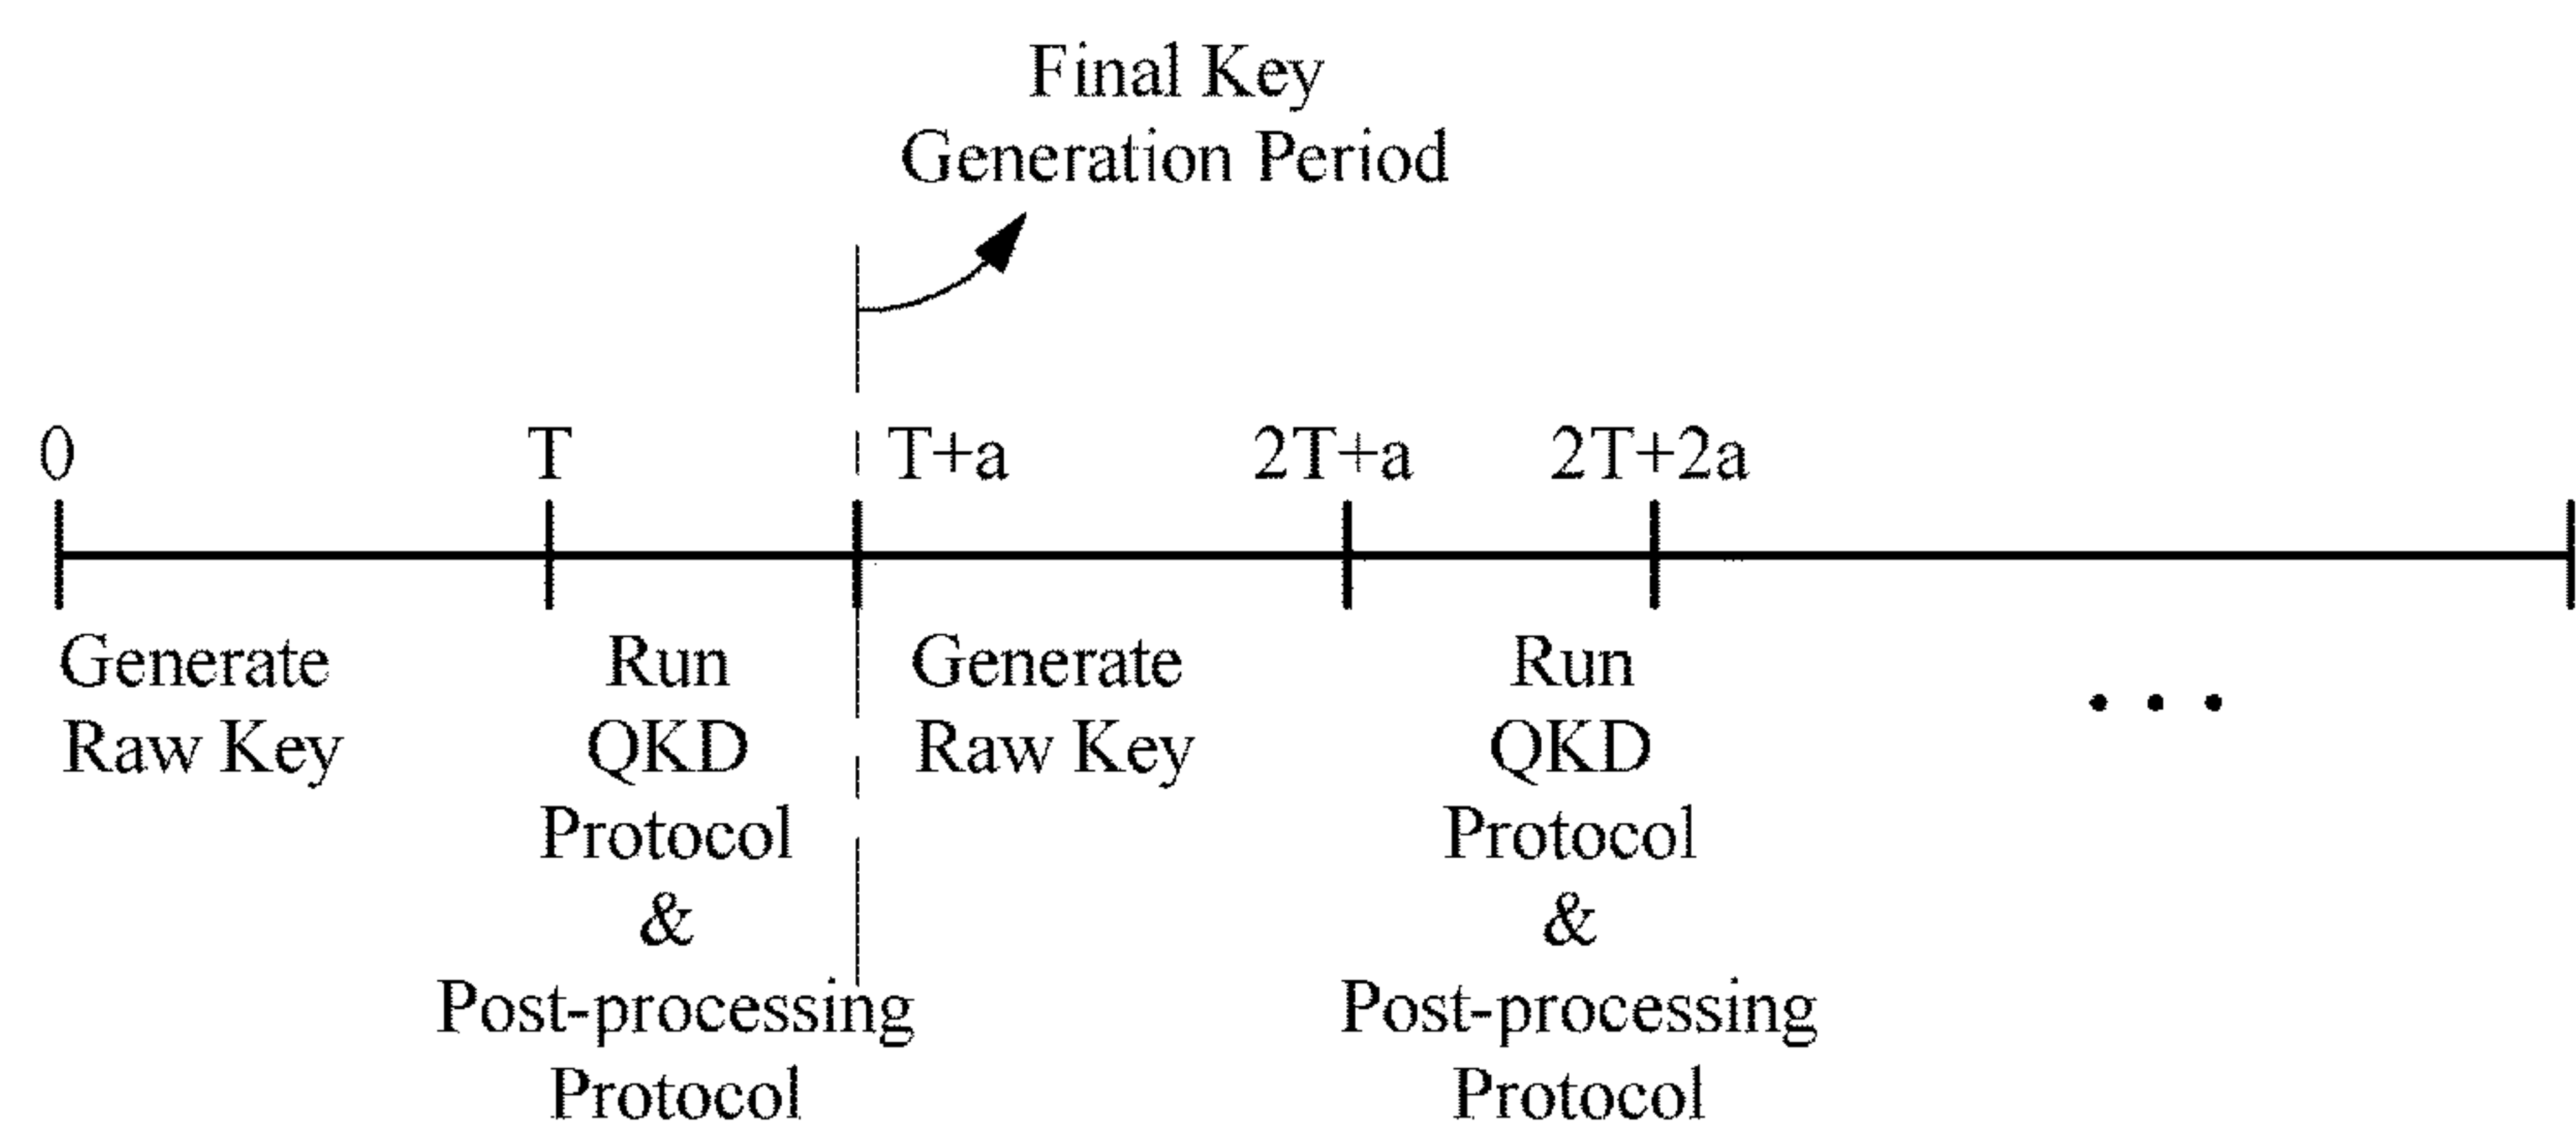 Final Key
Generation Period
0
T
T+a
2T+a
2T+2a
Generate
Raw Key
Run
QKD
Protocol
&
Post-processing
Protocol
Generate
Raw Key
Run
QKD
Protocol
&
Post-processing
Protocol
• • •